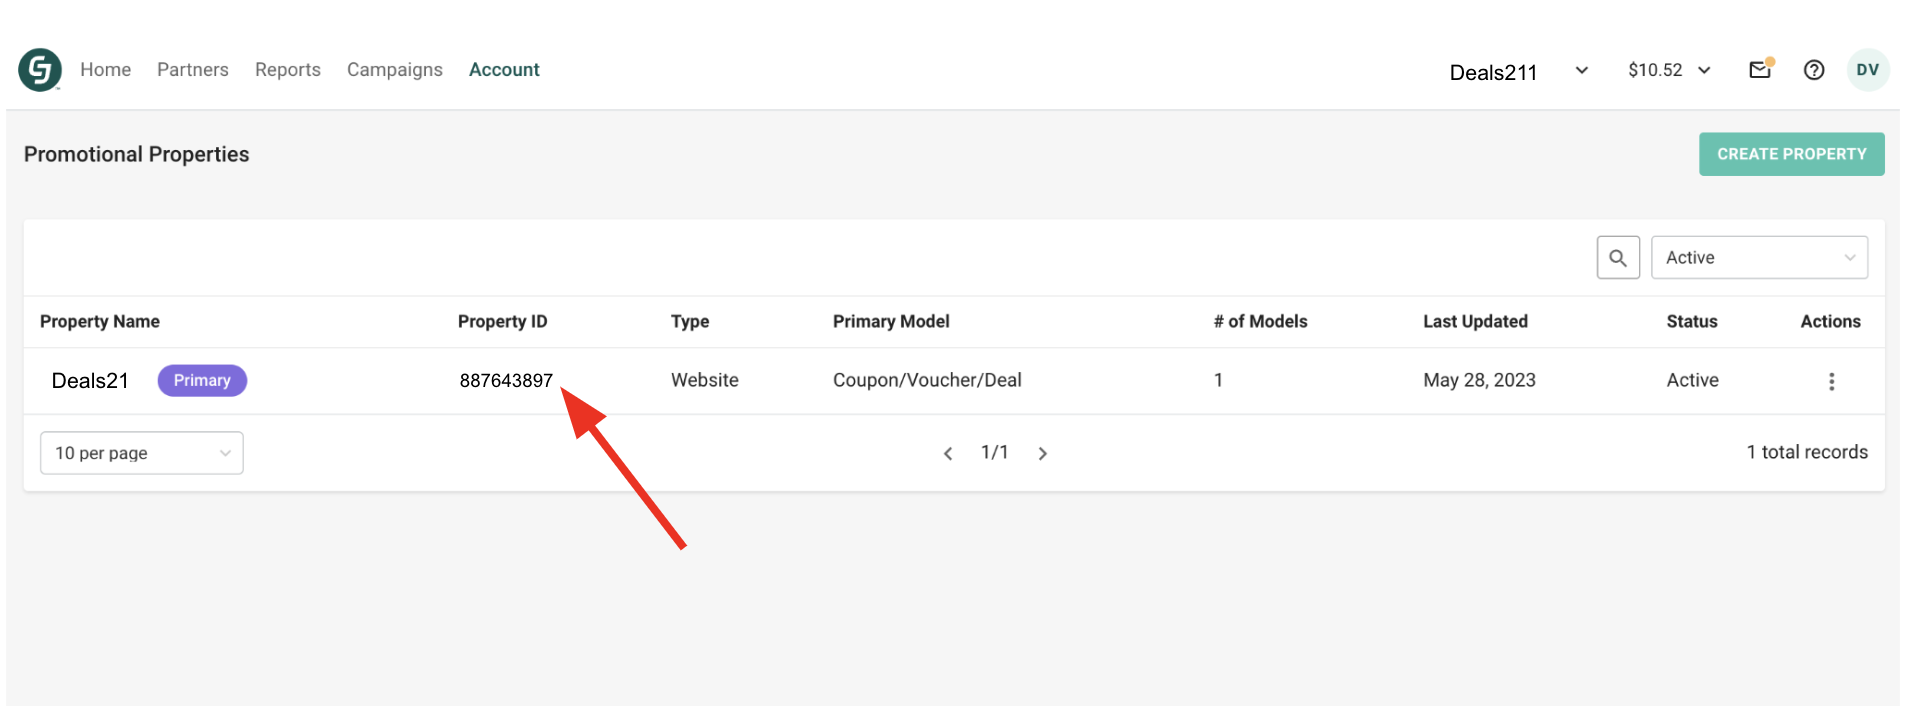 CJ Home Partners Reports Campaigns Account Deals211 $10.52 DV
Promotional Properties CREATE PROPERTY
Active
Property Name Property ID Type Primary Model # of Models Last Updated Status Actions
Deals21 Primary 887643897 Website Coupon/Voucher/Deal 1 May 28, 2023 Active
10 per page 1/1 1 total records